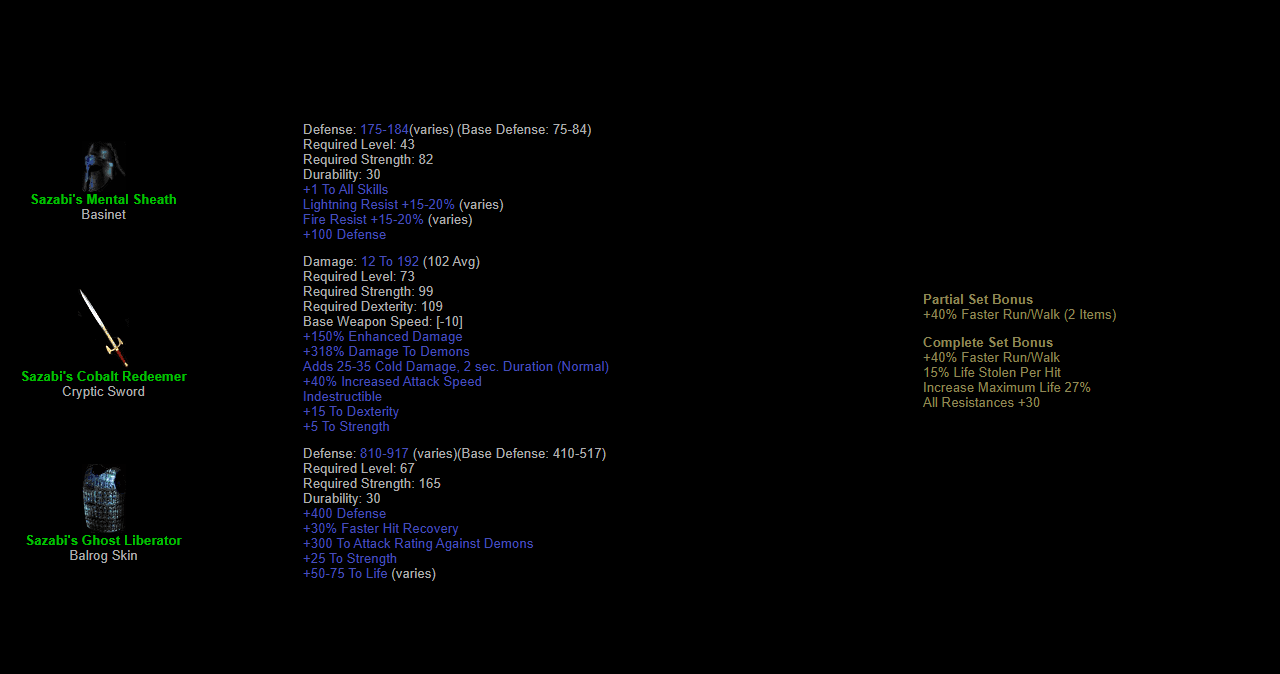 Sazabi's Mental Sheath
Basinet
Defense: 175-184(varies) (Base Defense: 75-84)
Required Level: 43
Required Strength: 82
Durability: 30
+1 To All Skills
Lightning Resist +15-20% (varies)
Fire Resist +15-20% (varies)
+100 Defense
Sazabi's Cobalt Redeemer
Cryptic Sword
Damage: 12 To 192 (102 Avg)
Required Level: 73
Required Strength: 99
Required Dexterity: 109
Base Weapon Speed: [-10]
+150% Enhanced Damage
+318% Damage To Demons
Adds 25-35 Cold Damage, 2 sec. Duration (Normal)
+40% Increased Attack Speed
Indestructible
+15 To Dexterity
+5 To Strength
Sazabi's Ghost Liberator
Balrog Skin
Defense: 810-917 (varies)(Base Defense: 410-517)
Required Level: 67
Required Strength: 165
Durability: 30
+400 Defense
+30% Faster Hit Recovery
+300 To Attack Rating Against Demons
+25 To Strength
+50-75 To Life (varies)
Partial Set Bonus
+40% Faster Run/Walk (2 Items)
Complete Set Bonus
+40% Faster Run/Walk
15% Life Stolen Per Hit
Increase Maximum Life 27%
All Resistances +30